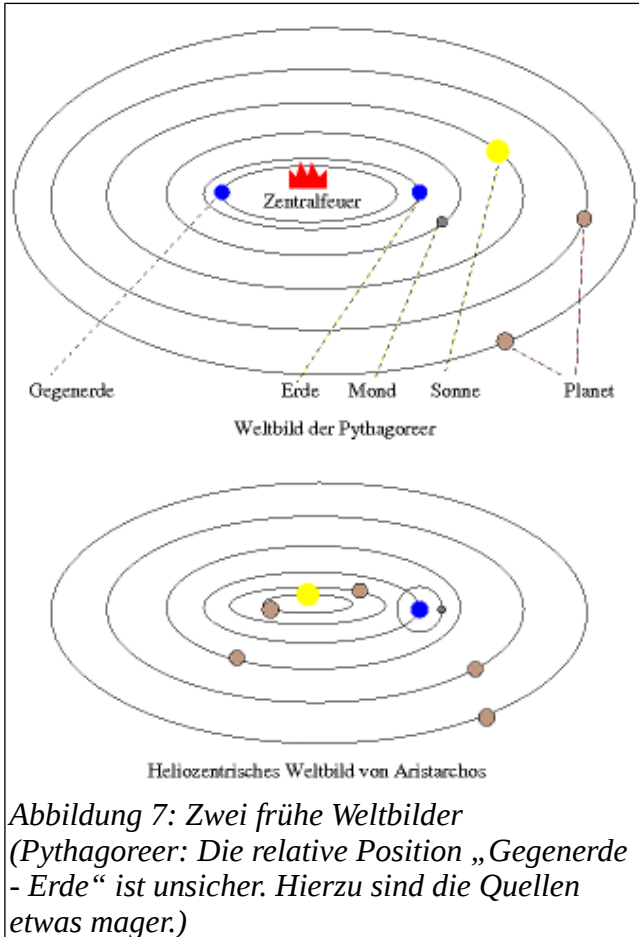 Zentralfeuer
Gegenerde Erde Mond Sonne Planet
Weltbild der Pythagoreer
Heliozentrisches Weltbild von Aristarchos
Abbildung 7: Zwei frühe Weltbilder
(Pythagoreer: Die relative Position „Gegenerde
- Erde“ ist unsicher. Hierzu sind die Quellen
etwas mager.)